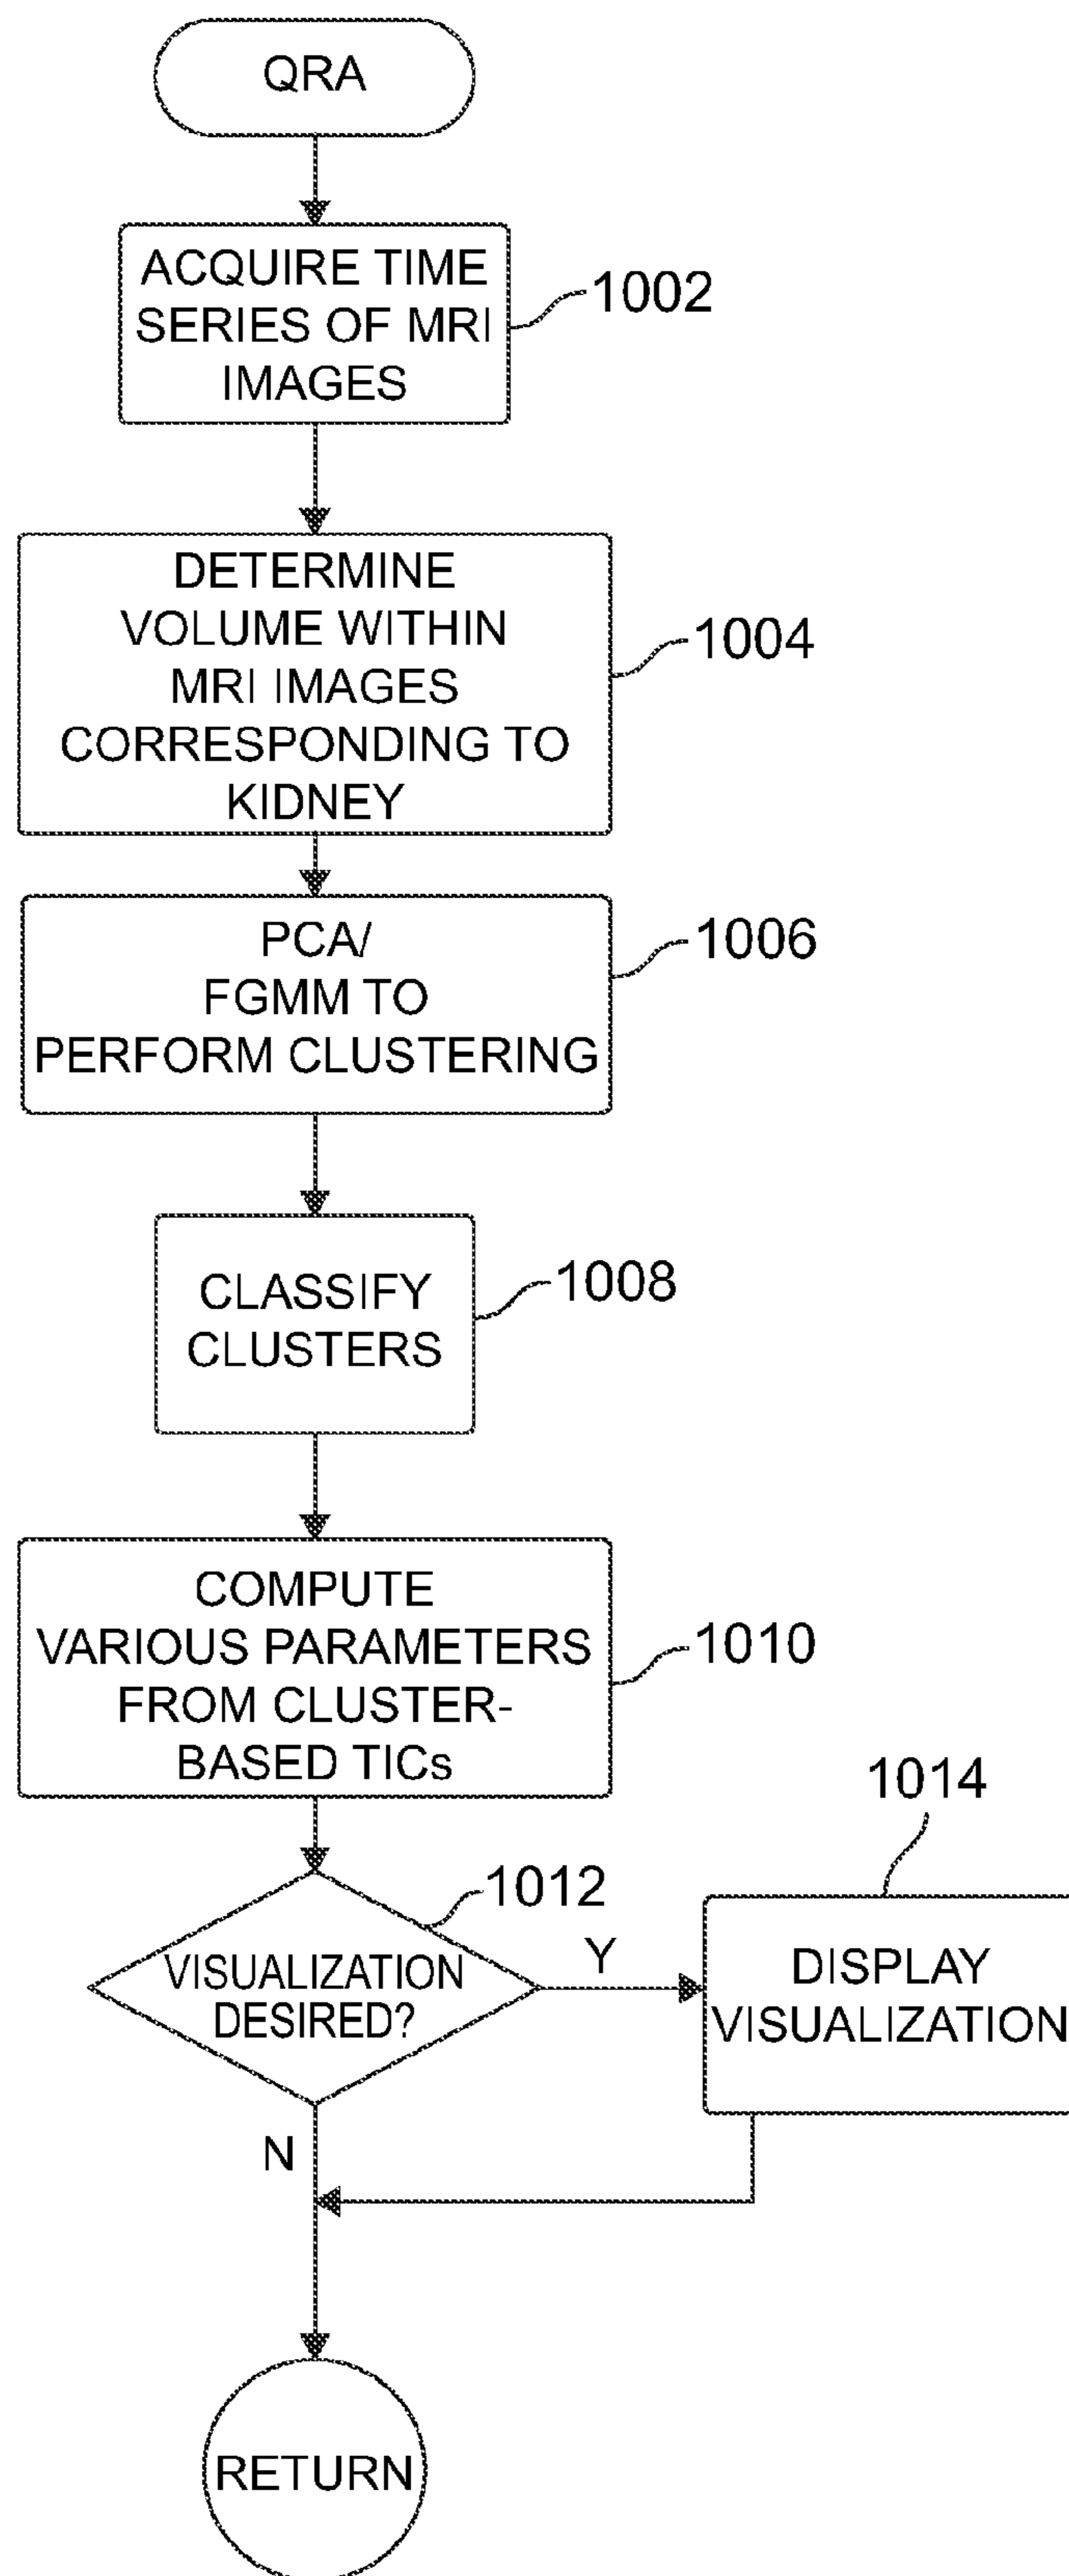 QRA
ACQUIRE TIME
SERIES OF MRI
IMAGES
1002
DETERMINE
VOLUME WITHIN
MRI IMAGES
CORRESPONDING TO
KIDNEY
1004
PCA/
FGMM TO
PERFORM CLUSTERING
1006
CLASSIFY
CLUSTERS
1008
COMPUTE
VARIOUS PARAMETERS
FROM CLUSTER-
BASED TICs
1010
VISUALIZATION
DESIRED?
1012
Y
N
DISPLAY
VISUALIZATION
1014
RETURN